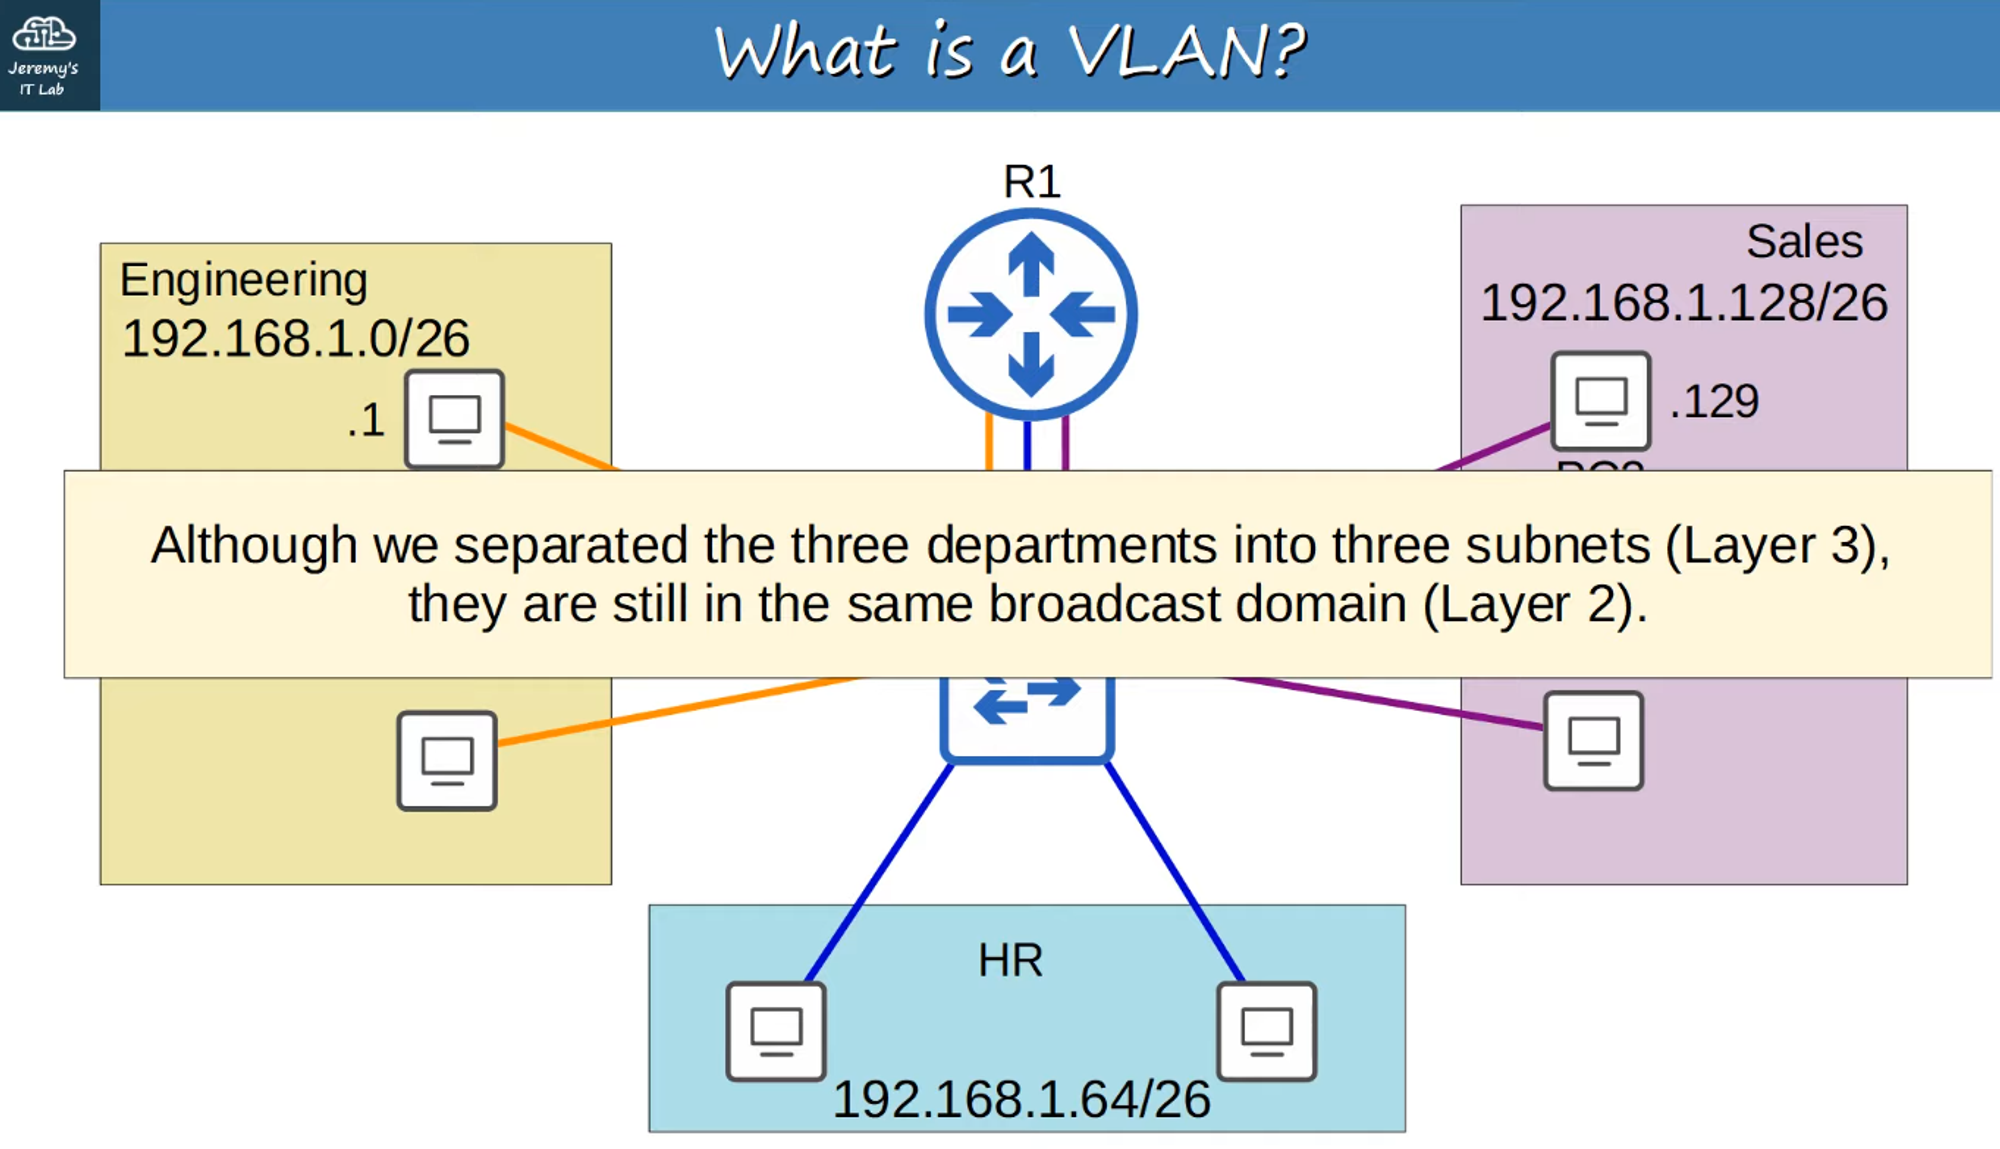 Jeremy's
IT Lab
What is a VLAN?
R1
Engineering
192.168.1.0/26
.1
Sales
192.168.1.128/26
.129
Although we separated the three departments into three subnets (Layer 3),
they are still in the same broadcast domain (Layer 2).
HR
192.168.1.64/26